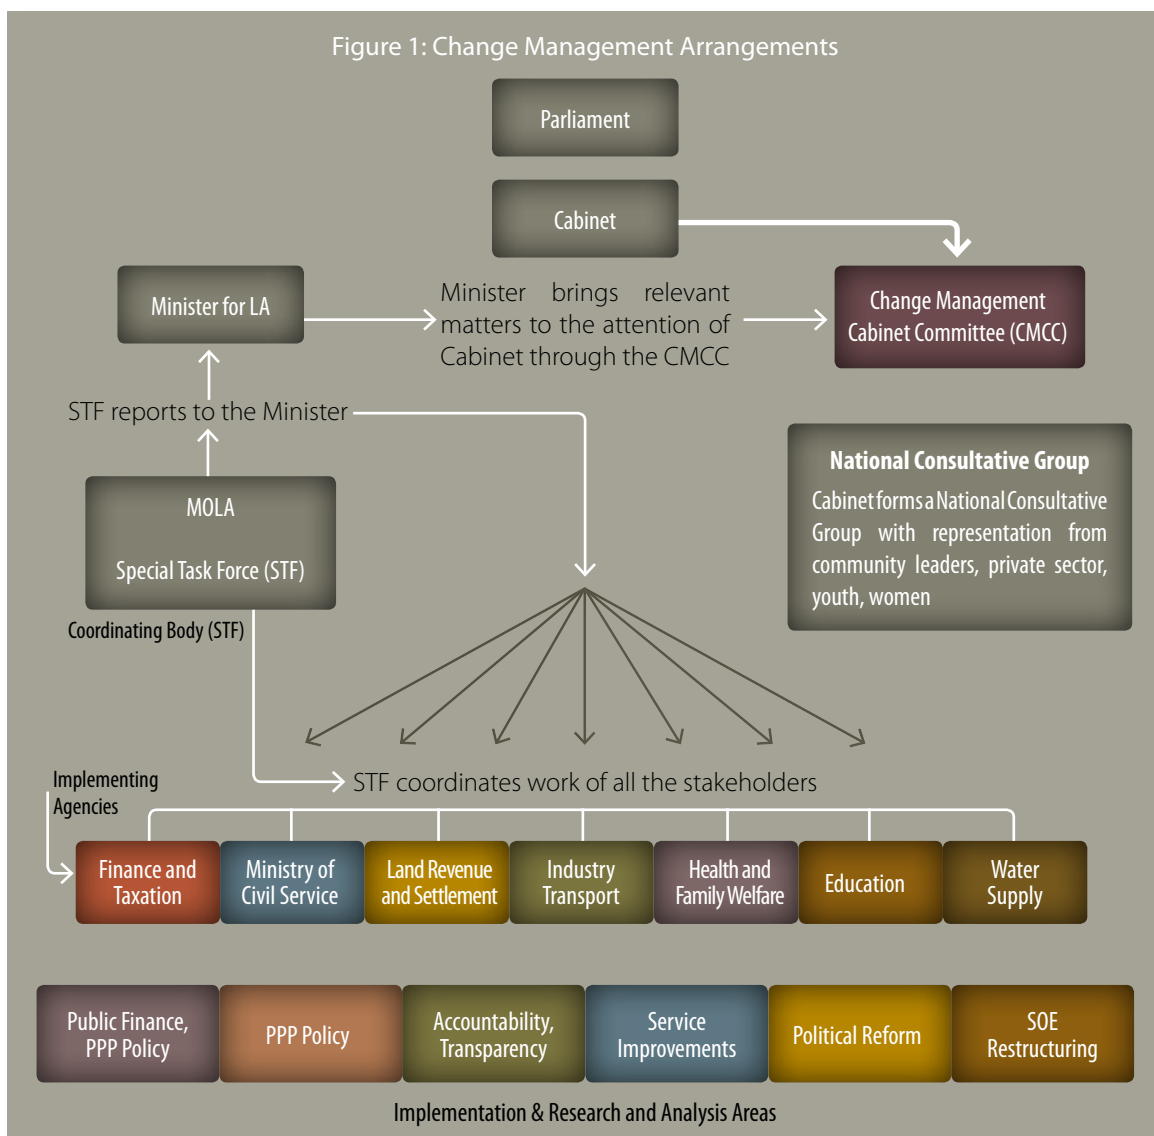 Figure 1: Change Management Arrangements
Parliament
Cabinet
Minister for LA
Minister brings relevant
matters to the attention of
Cabinet through the CMCC
Change Management
Cabinet Committee (CMCC)
STF reports to the Minister
MOLA
Special Task Force (STF)
Coordinating Body (STF)
National Consultative Group
Cabinet forms a National Consultative
Group with representation from
community leaders, private sector,
youth, women
STF coordinates work of all the stakeholders
Implementing
Agencies
Finance and
Taxation
Ministry of
Civil Service
Land Revenue
and Settlement
Industry
Transport
Health and
Family Welfare
Education
Water
Supply
Public Finance,
PPP Policy
PPP Policy
Accountability,
Transparency
Service
Improvements
Political Reform
SOE
Restructuring
Implementation & Research and Analysis Areas